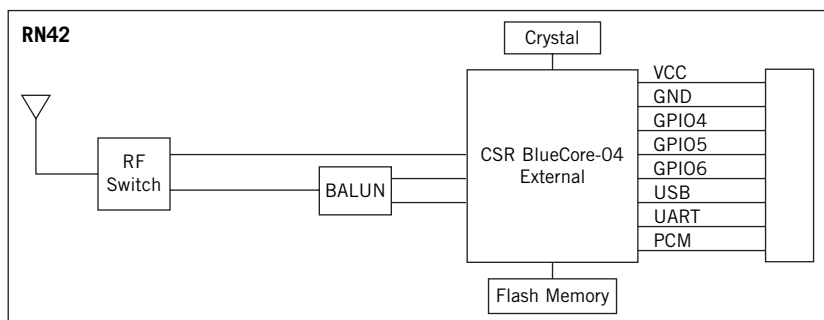 RN42
Crystal
VCC
GND
GPIO4
GPIO5
GPIO6
USB
UART
PCM
CSR BlueCore-04
External
RF
Switch
BALUN
Flash Memory